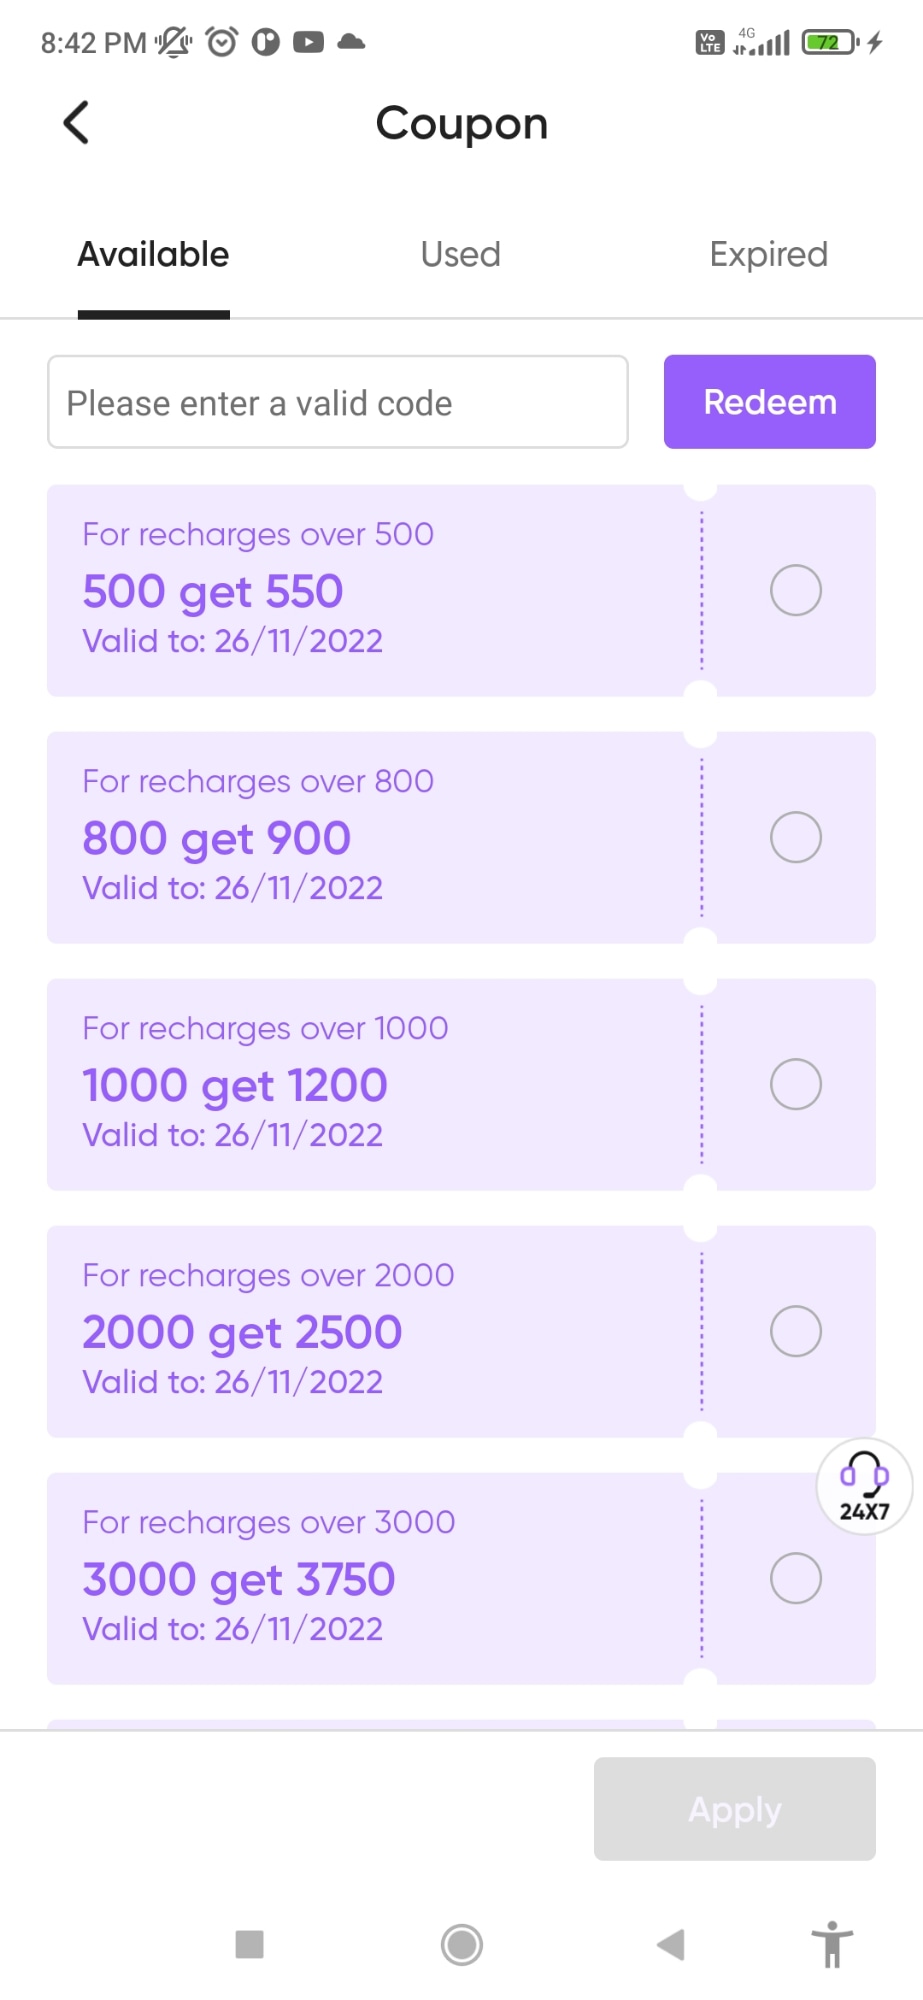 8:42 PM
Vo LTE 4G 72
Coupon
Available Used Expired
Please enter a valid code Redeem
For recharges over 500
500 get 550
Valid to: 26/11/2022
For recharges over 800
800 get 900
Valid to: 26/11/2022
For recharges over 1000
1000 get 1200
Valid to: 26/11/2022
For recharges over 2000
2000 get 2500
Valid to: 26/11/2022
24X7
For recharges over 3000
3000 get 3750
Valid to: 26/11/2022
Apply